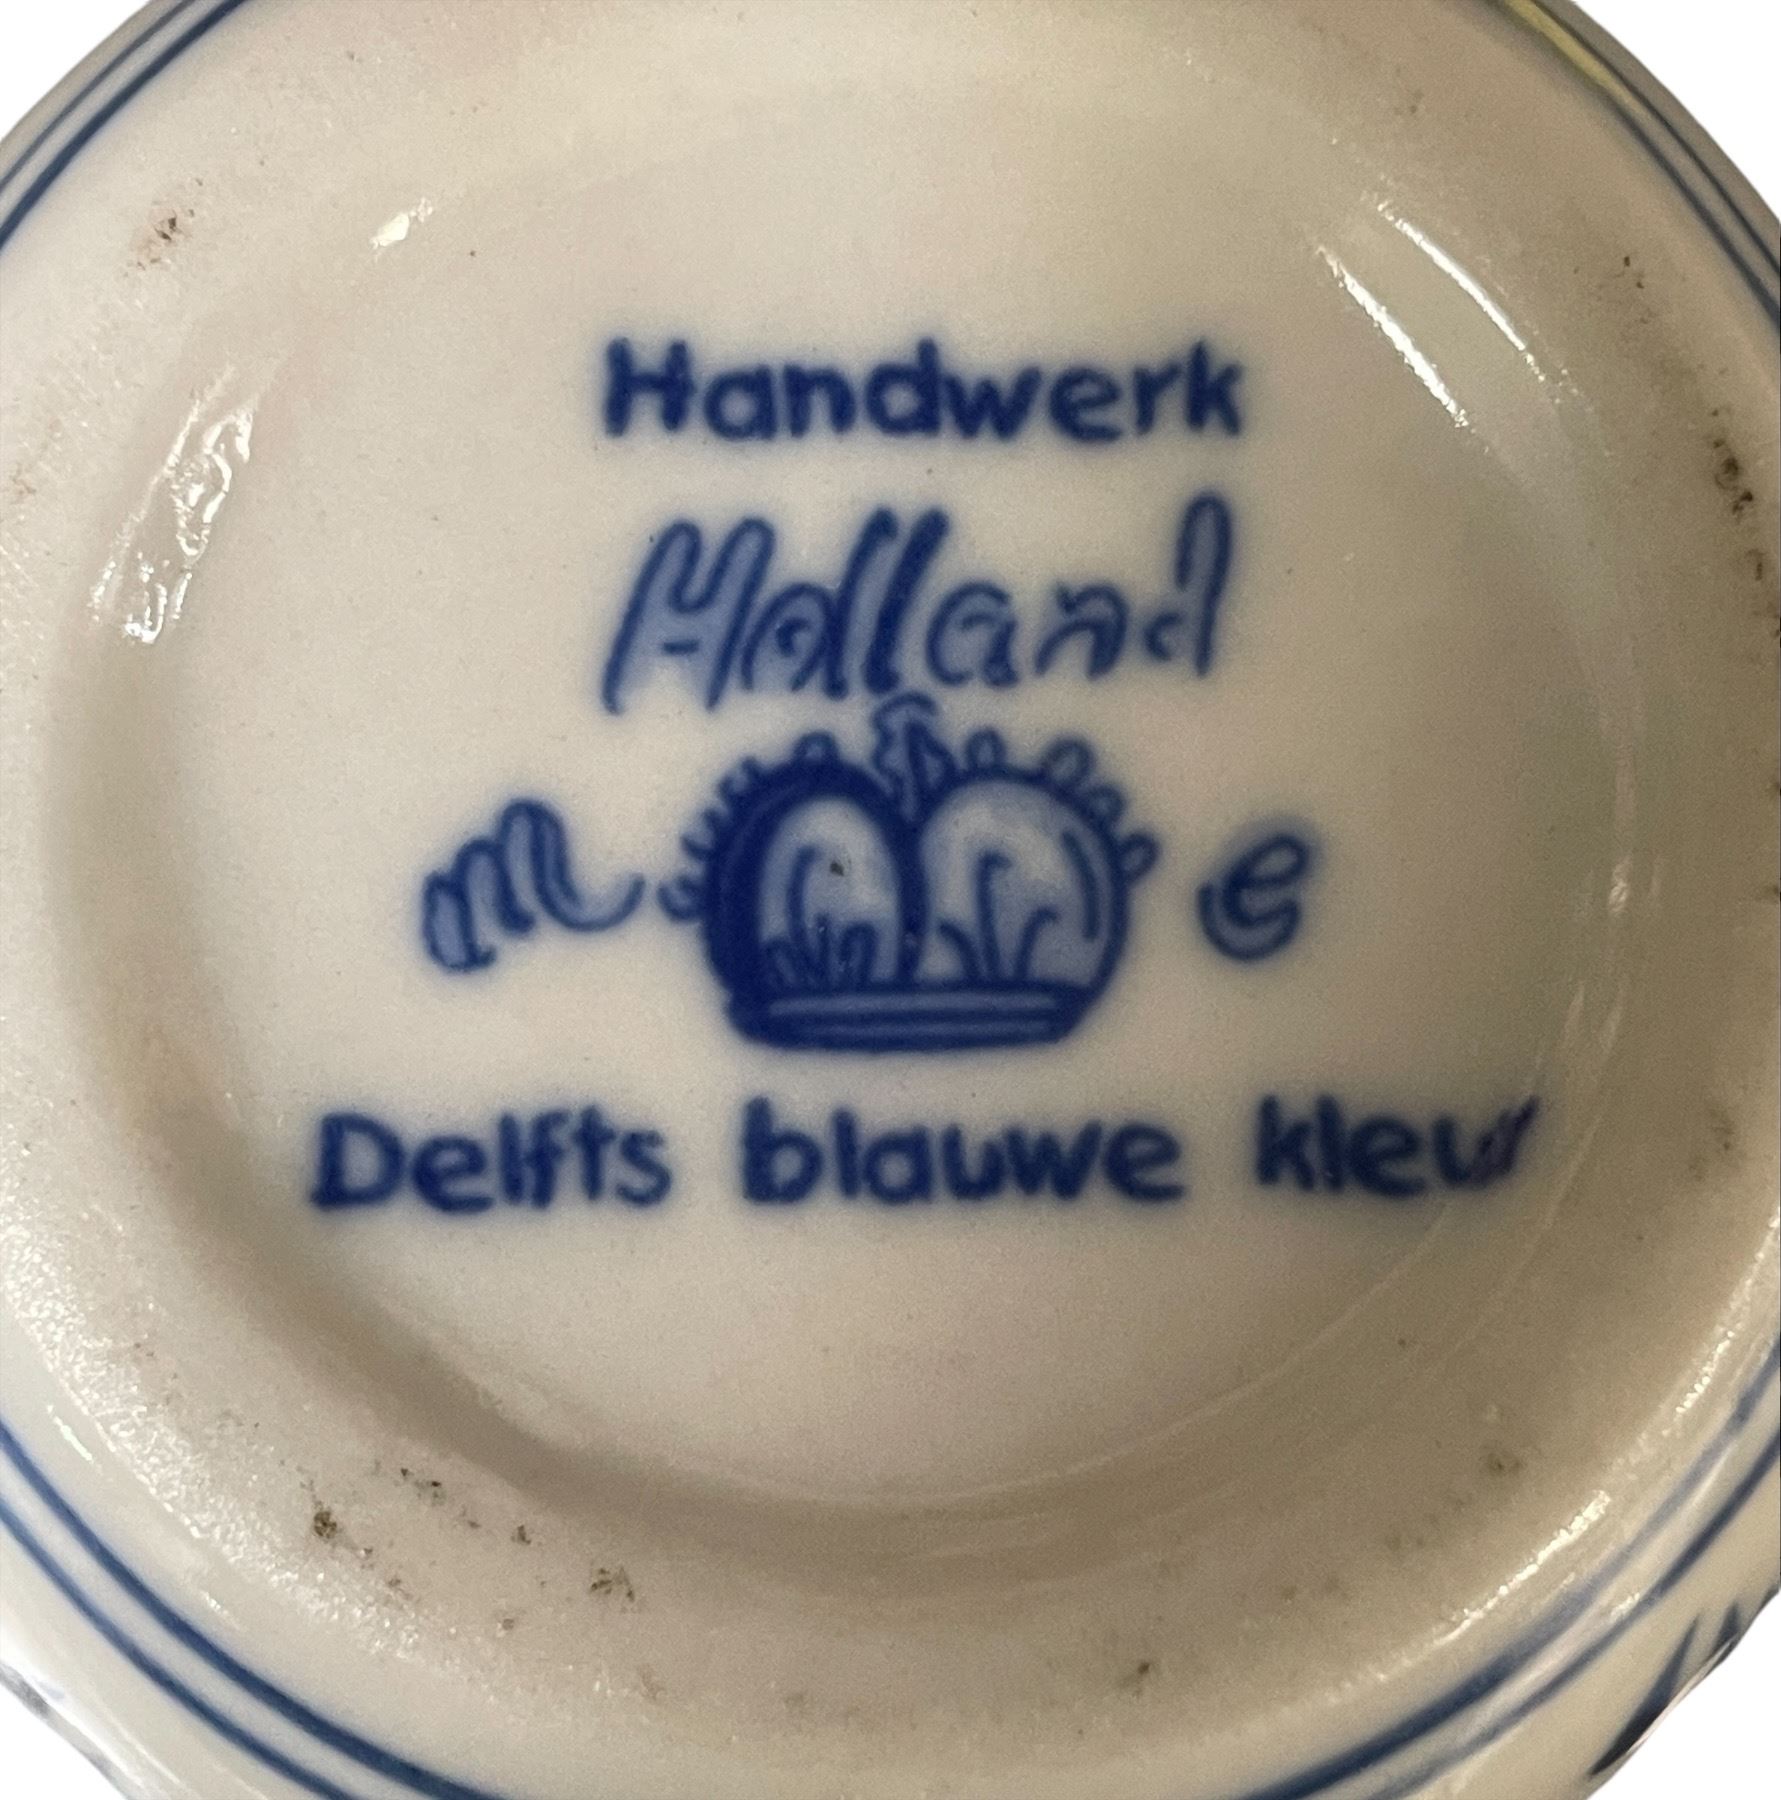 Handwerk
Holland
m e
Delfts blauwe kleur